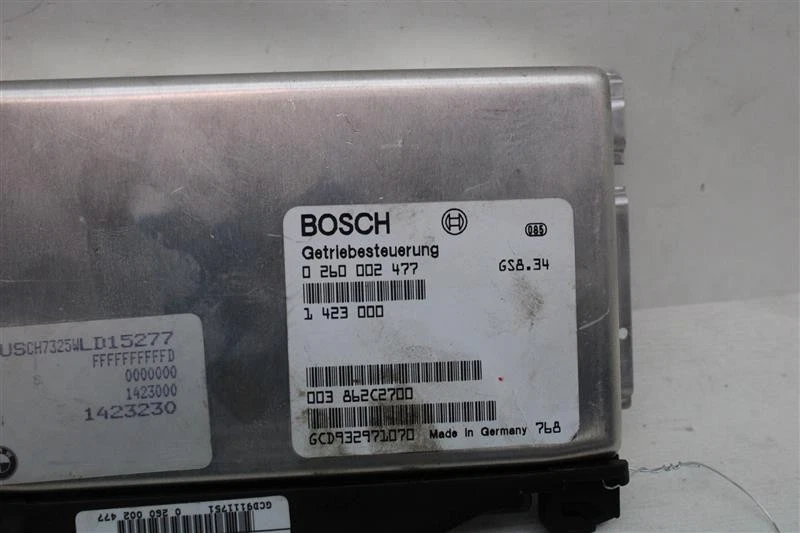 BOSCH
085
Getriebesteuerung
0 260 002 477 GS8.34
1 423 000
003 862C2700
GCD932971070 Made in Germany 768
USCH7325WLD15277
FFFFFFFFFFD
0000000
1423000
1423230
GCD9111751
0 260 002 477